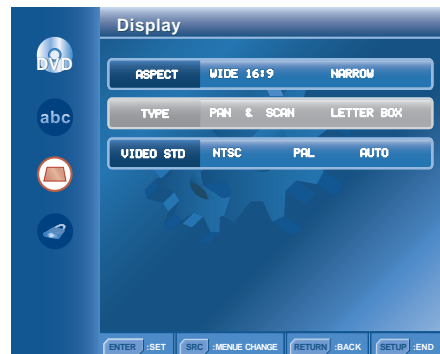 Display
DVD
ASPECT WIDE 16:9 NARROW
abc
TYPE PAN & SCAN LETTER BOX
VIDEO STD NTSC PAL AUTO
ENTER :SET SRC :MENUE CHANGE RETURN :BACK SETUP :END